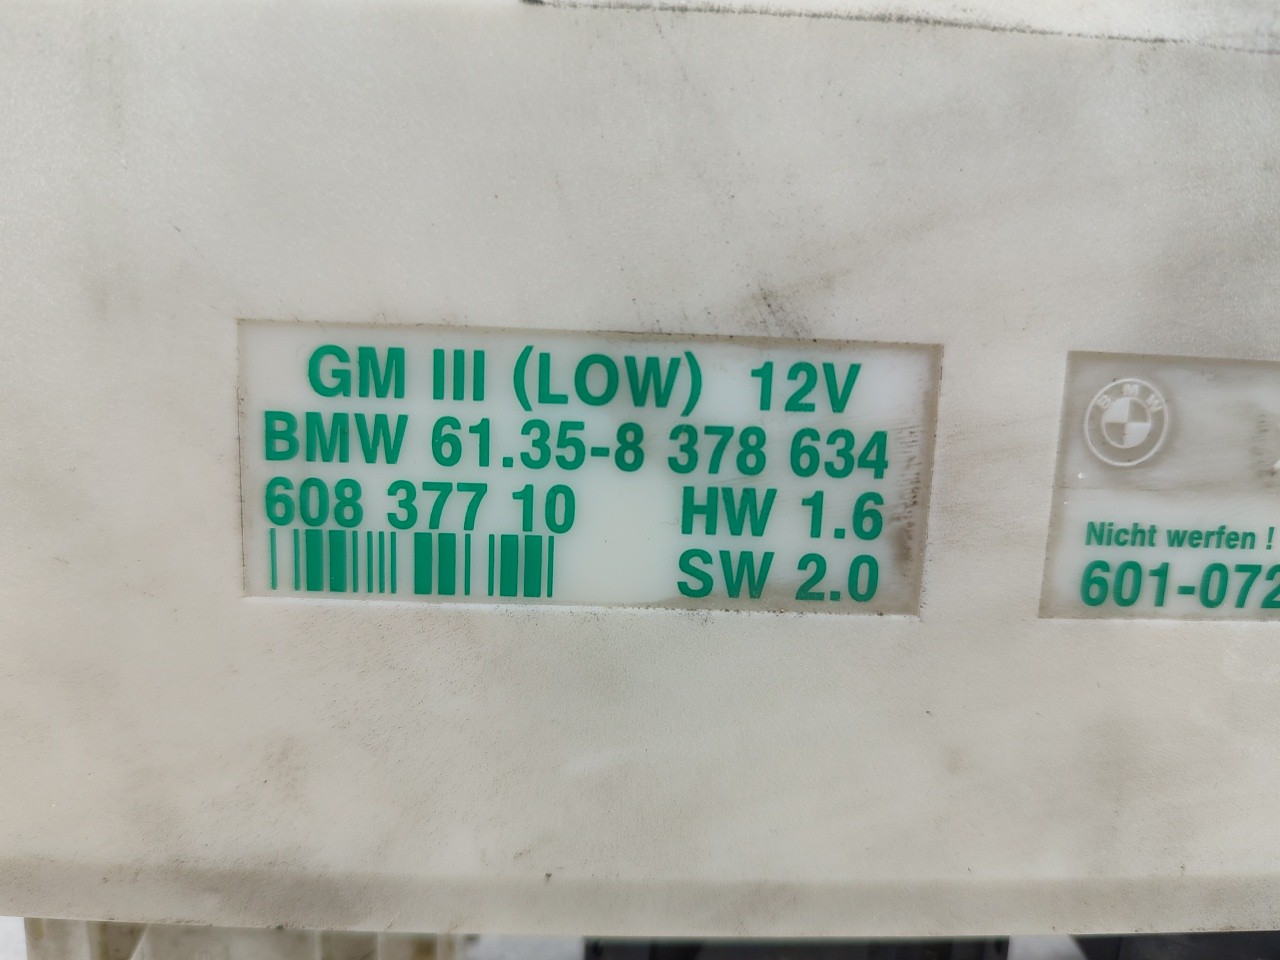 GM III (LOW) 12V
BMW 61.35-8 378 634
608 377 10 HW 1.6
SW 2.0
BMW
Nicht werfen !
601-072